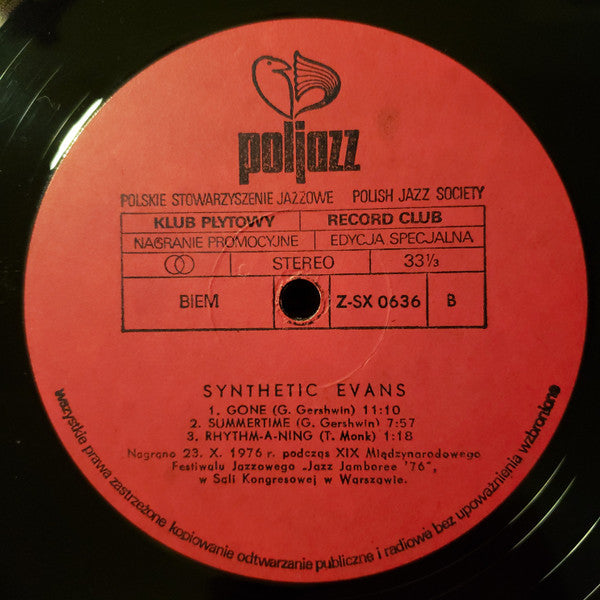 poljazz
POLSKIE STOWARZYSZENIE JAZZOWE POLISH JAZZ SOCIETY
KLUB PŁYTOWY RECORD CLUB
NAGRANIE PROMOCYJNE EDYCJA SPECJALNA
STEREO 33 1/3
BIEM Z-SX 0636 B
SYNTHETIC EVANS
1. GONE (G. Gershwin) 11:10
2. SUMMERTIME (G. Gershwin) 7:57
3. RHYTHM-A-NING (T. Monk) 1:18
Nagrano 23. X. 1976 r. podczas XIX Międzynarodowego
Festiwalu Jazzowego „Jazz Jamboree '76",
w Sali Kongresowej w Warszawie.
Wszystkie prawa zastrzeżone kopiowanie odtwarzanie publiczne i radiowe bez upoważnienia wzbronione